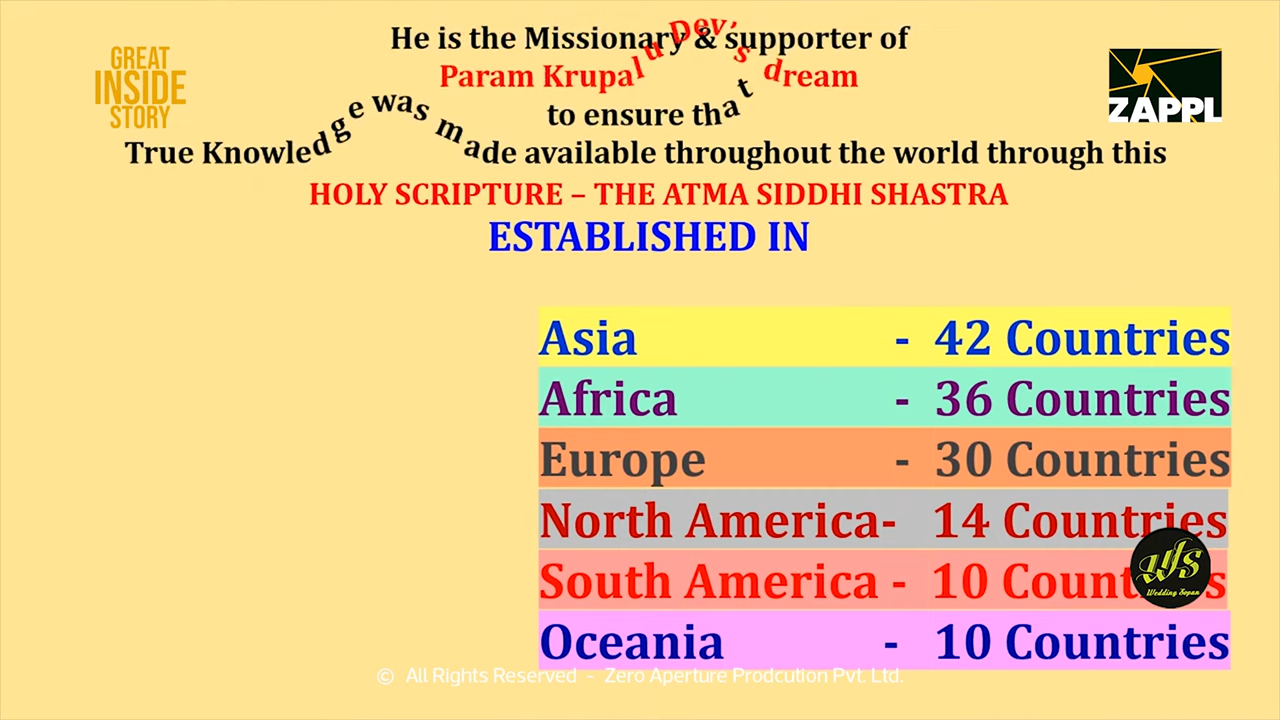 GREAT
INSIDE
STORY
ZAPPL
He is the Missionary & supporter of
Param Krupalu Dev's dream
to ensure that
True Knowledge was made available throughout the world through this
HOLY SCRIPTURE – THE ATMA SIDDHI SHASTRA
ESTABLISHED IN
Asia - 42 Countries
Africa - 36 Countries
Europe - 30 Countries
North America- 14 Countries
South America - 10 Countries
Oceania - 10 Countries
WS
Wedding Sopan
© All Rights Reserved - Zero Aperture Prodcution Pvt. Ltd.